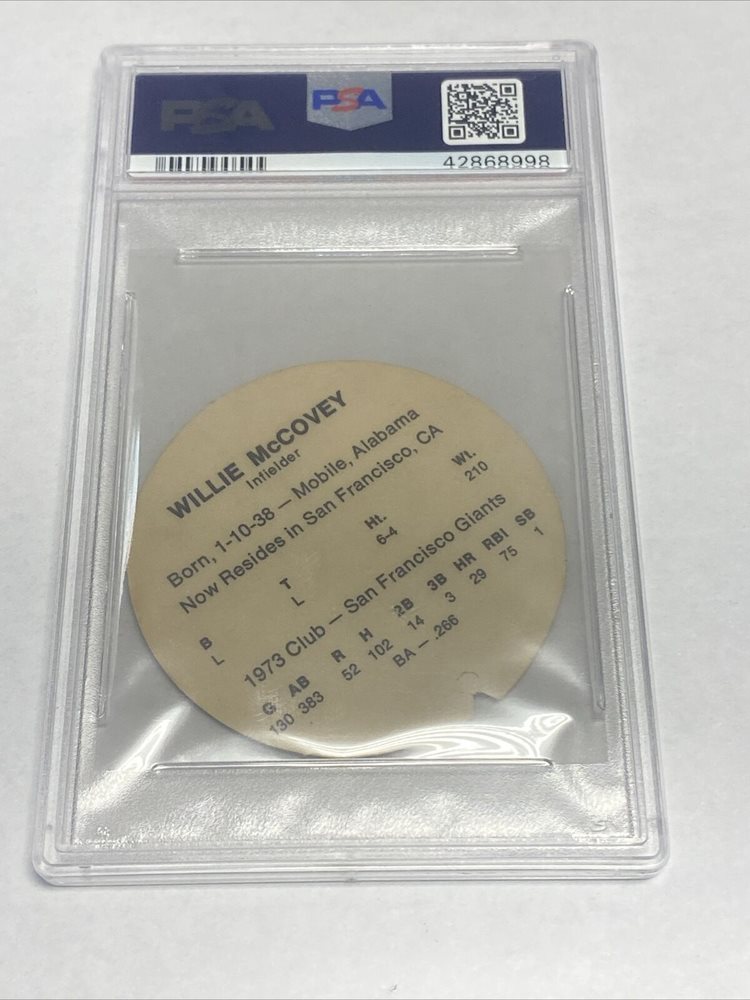 PSA
PSA
42868998
WILLIE McCOVEY
Infielder
Born, 1-10-38 — Mobile, Alabama
Now Resides in San Francisco, CA
B T Ht. Wt.
L L 6-4 210
1973 Club — San Francisco Giants
G AB R H 2B 3B HR RBI SB
130 383 52 102 14 3 29 75 1
BA — .266